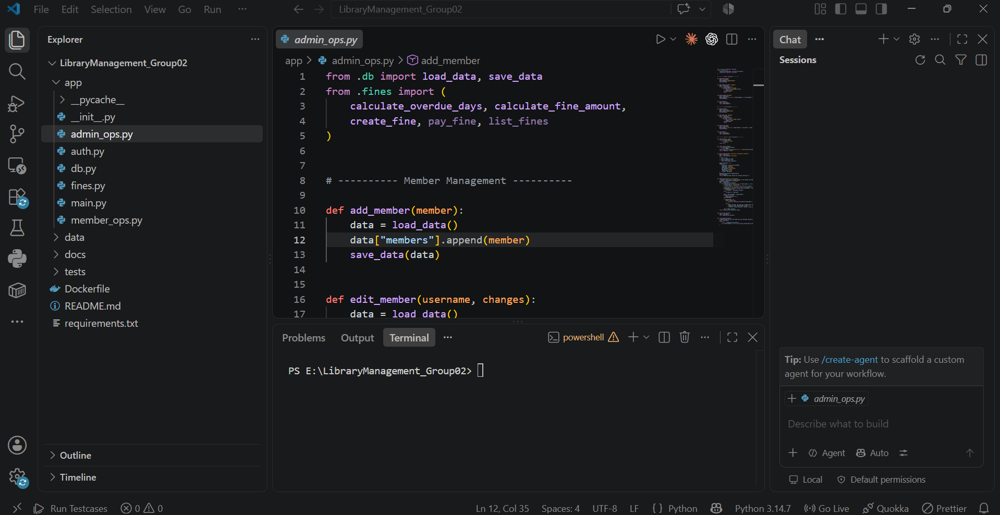 File Edit Selection View Go Run ···
LibraryManagement_Group02
Explorer
LibraryManagement_Group02
app
__pycache__
__init__.py
admin_ops.py
auth.py
db.py
fines.py
main.py
member_ops.py
data
docs
tests
Dockerfile
README.md
requirements.txt
Outline
Timeline
admin_ops.py
app > admin_ops.py > add_member
1 from .db import load_data, save_data
2 from .fines import (
3 calculate_overdue_days, calculate_fine_amount,
4 create_fine, pay_fine, list_fines
5 )
6
7
8 # ---------- Member Management ----------
9
10 def add_member(member):
11 data = load_data()
12 data["members"].append(member)
13 save_data(data)
14
15
16 def edit_member(username, changes):
17 data = load_data()
Problems Output Terminal ···
powershell
PS E:\LibraryManagement_Group02>
Chat ···
Sessions
Tip: Use /create-agent to scaffold a custom
agent for your workflow.
admin_ops.py
Describe what to build
Agent Auto
Local Default permissions
Run Testcases 0 0 Ln 12, Col 35 Spaces: 4 UTF-8 LF { } Python Python 3.14.7 Go Live Quokka Prettier